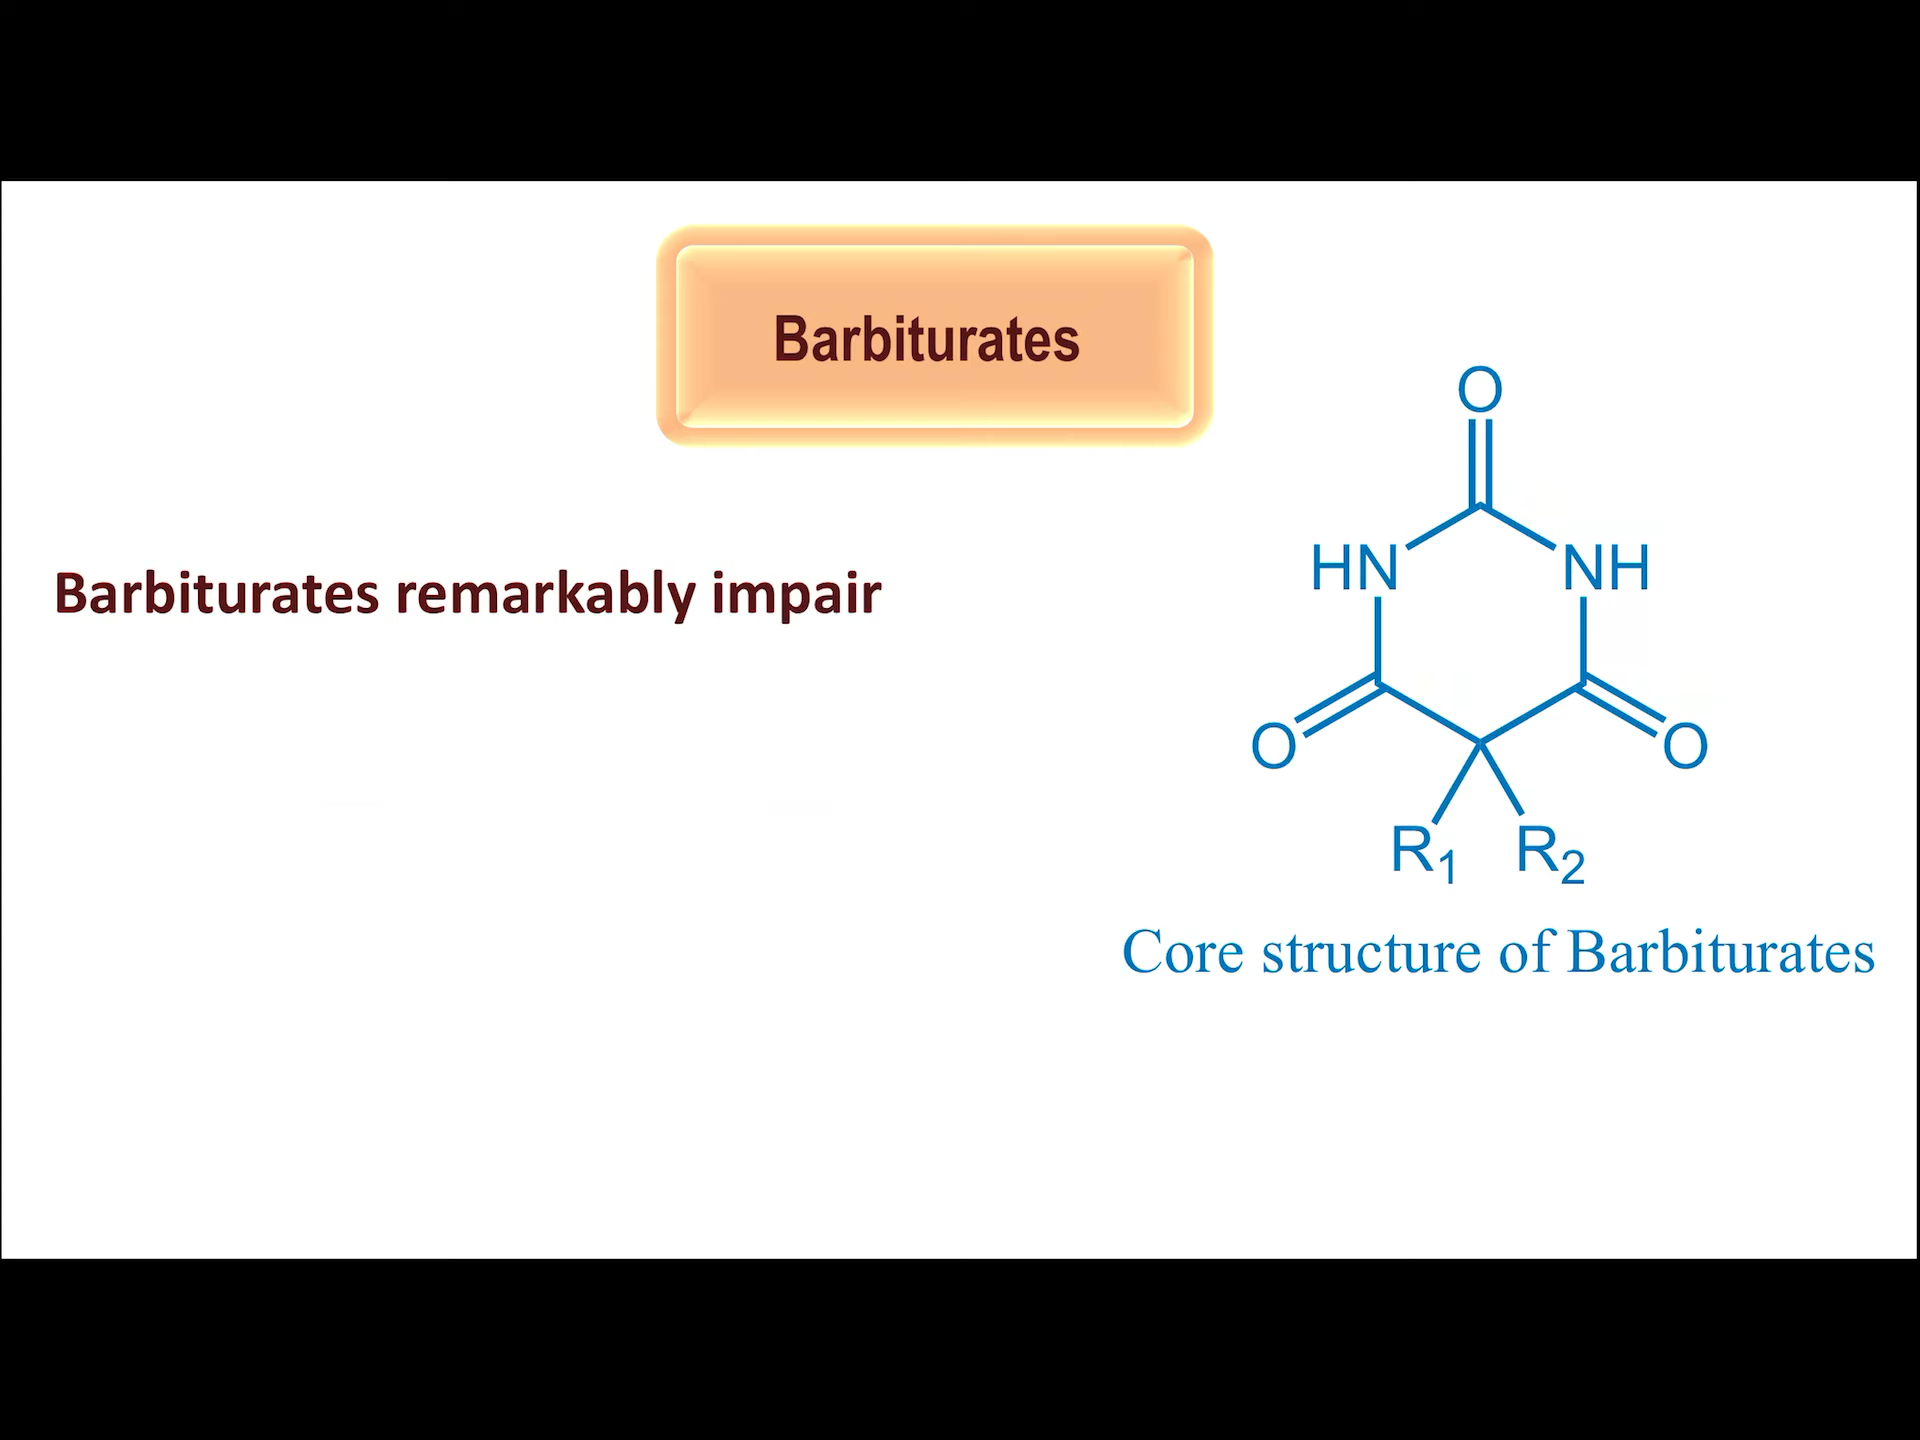 Barbiturates
Barbiturates remarkably impair
O
HN NH
O O
R1 R2
Core structure of Barbiturates